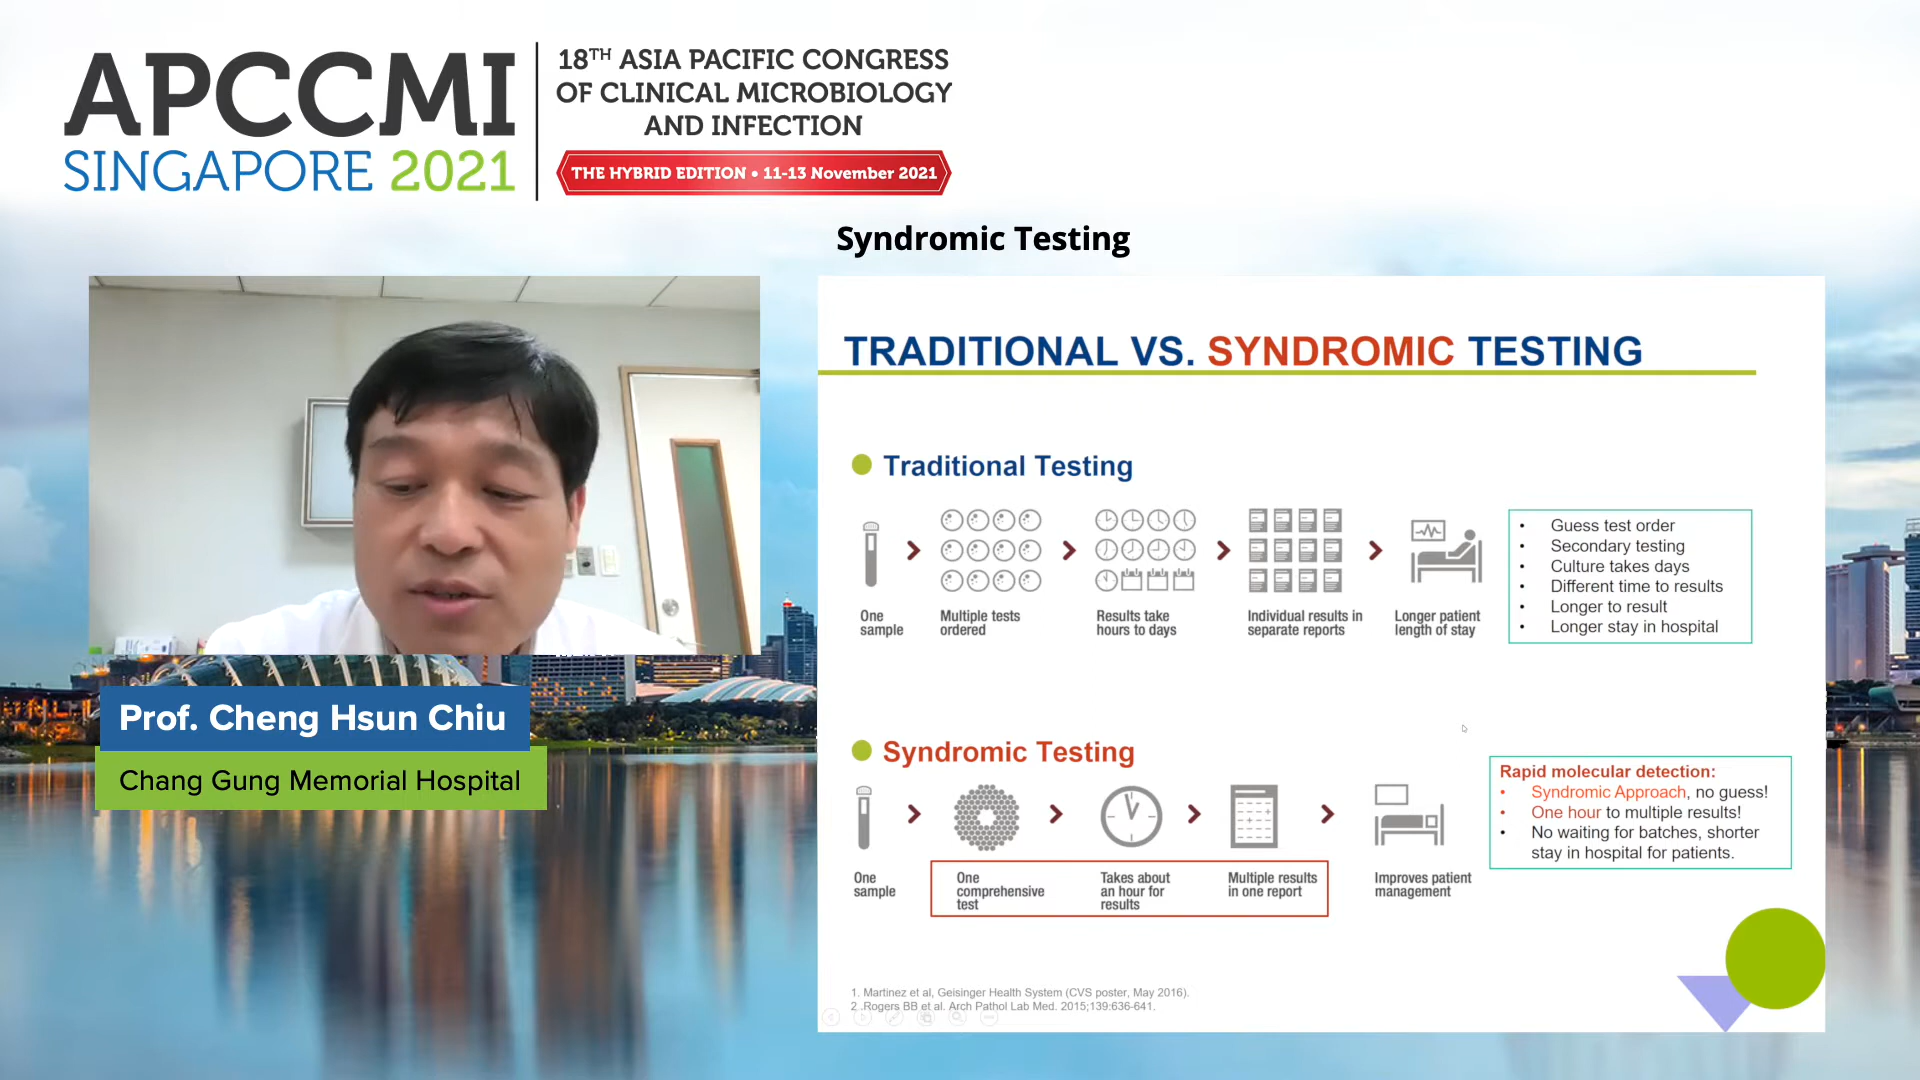 APCCMI
SINGAPORE 2021
18TH ASIA PACIFIC CONGRESS
OF CLINICAL MICROBIOLOGY
AND INFECTION
THE HYBRID EDITION • 11-13 November 2021
Syndromic Testing
Prof. Cheng Hsun Chiu
Chang Gung Memorial Hospital
TRADITIONAL VS. SYNDROMIC TESTING
Traditional Testing
One
sample
Multiple tests
ordered
Results take
hours to days
Individual results in
separate reports
Longer patient
length of stay
• Guess test order
• Secondary testing
• Culture takes days
• Different time to results
• Longer to result
• Longer stay in hospital
Syndromic Testing
One
sample
One
comprehensive
test
Takes about
an hour for
results
Multiple results
in one report
Improves patient
management
Rapid molecular detection:
• Syndromic Approach, no guess!
• One hour to multiple results!
• No waiting for batches, shorter
stay in hospital for patients.
1. Martinez et al, Geisinger Health System (CVS poster, May 2016).
2 .Rogers BB et al. Arch Pathol Lab Med. 2015;139:636-641.